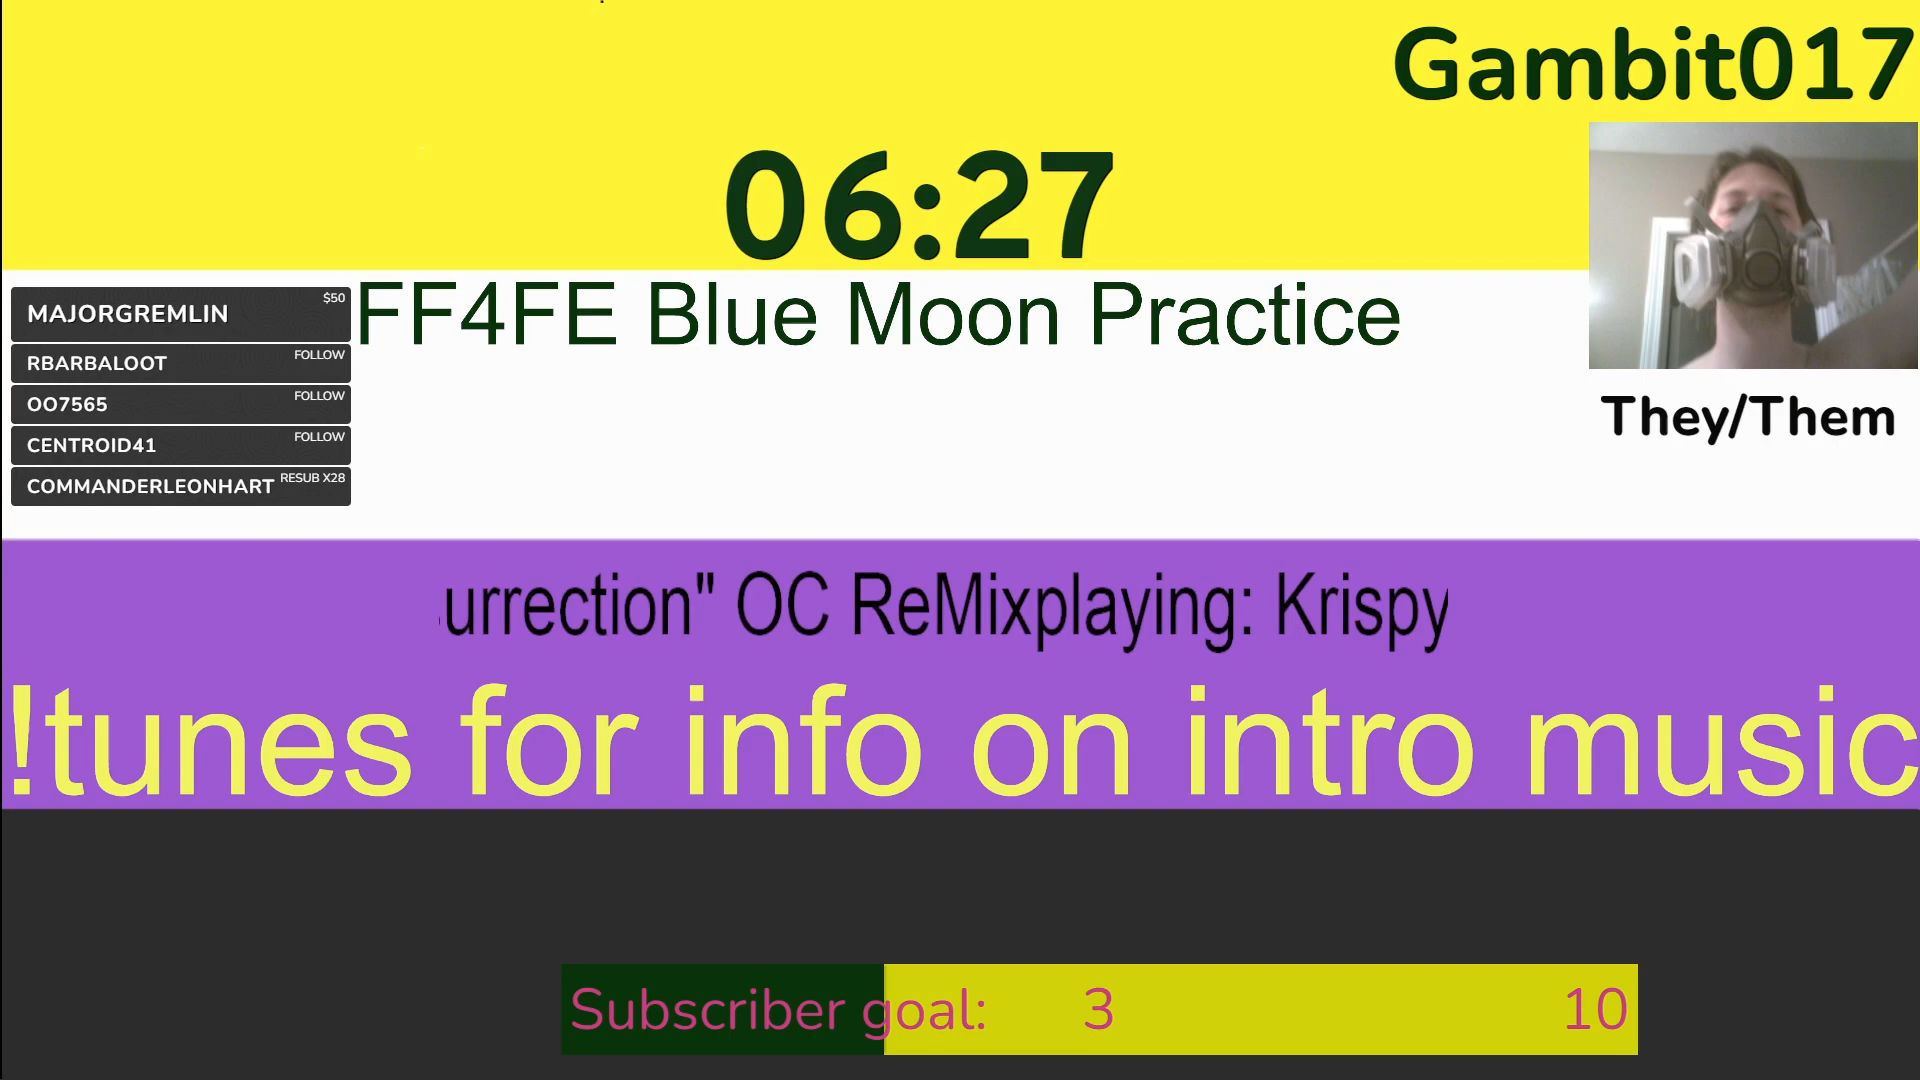 Gambit017
06:27
FF4FE Blue Moon Practice
MAJORGREMLIN $50
RBARBALOOT FOLLOW
OO7565 FOLLOW
CENTROID41 FOLLOW
COMMANDERLEONHART RESUB X28
They/Them
urrection" OC ReMixplaying: Krispy
!tunes for info on intro music
Subscriber goal: 3 10